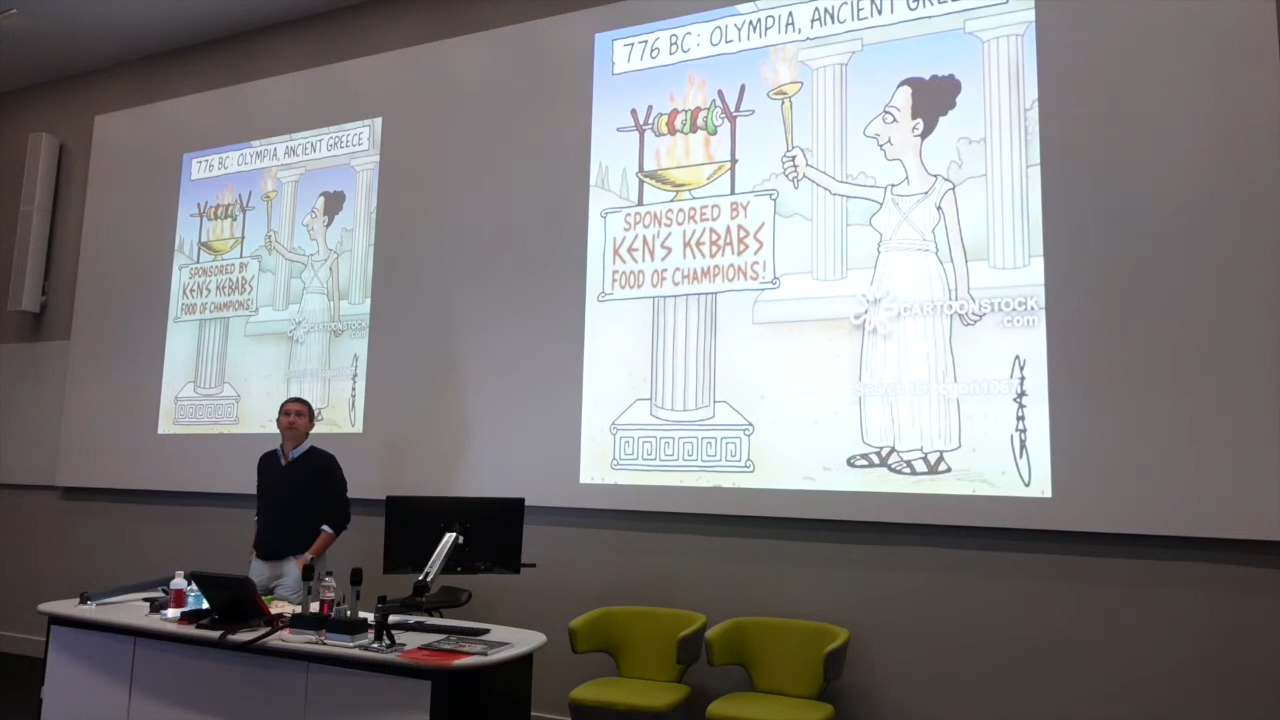 776 BC: OLYMPIA, ANCIENT GREECE
SPONSORED BY
KEN'S KEBABS
FOOD OF CHAMPIONS!
CARTOONSTOCK
.com
776 BC: OLYMPIA, ANCIENT
SPONSORED BY
KEN'S KEBABS
FOOD OF CHAMPIONS!
CARTOONSTOCK
.com